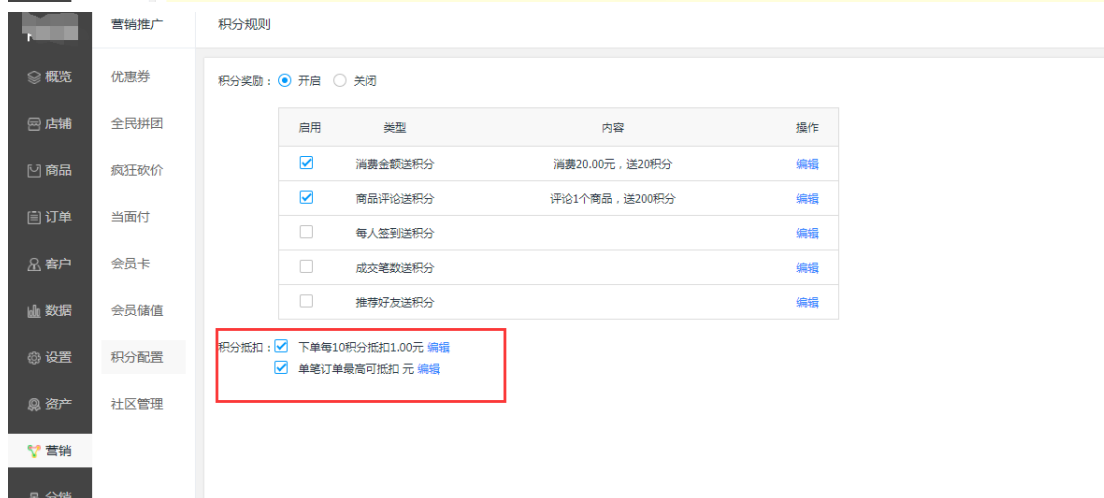 营销推广
积分规则
概览
店铺
商品
订单
客户
数据
设置
资产
营销
分销
优惠券
全民拼团
疯狂砍价
当面付
会员卡
会员储值
积分配置
社区管理
积分奖励： 开启 关闭
启用 类型 内容 操作
消费金额送积分 消费20.00元，送20积分 编辑
商品评论送积分 评论1个商品，送200积分 编辑
每人签到送积分 编辑
成交笔数送积分 编辑
推荐好友送积分 编辑
积分抵扣： 下单每10积分抵扣1.00元 编辑
单笔订单最高可抵扣 元 编辑